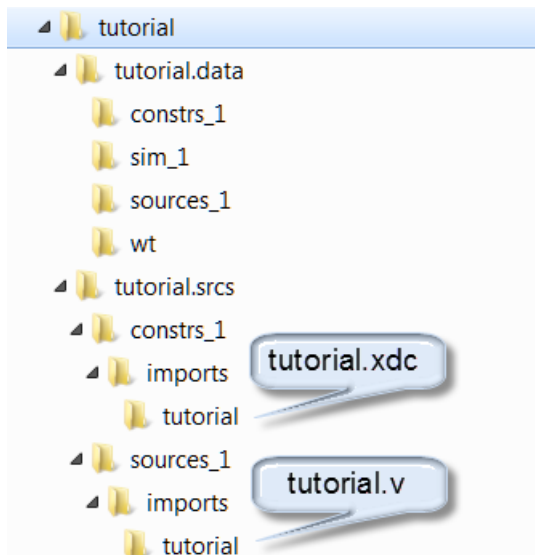 tutorial
tutorial.data
constrs_1
sim_1
sources_1
wt
tutorial.srcs
constrs_1
imports
tutorial.xdc
tutorial
sources_1
imports
tutorial.v
tutorial